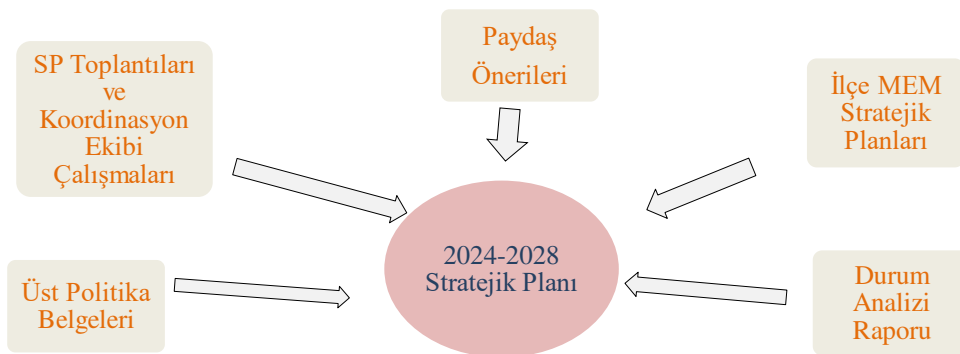 SP Toplantıları
ve
Koordinasyon
Ekibi
Çalışmaları
Paydaş
Önerileri
İlçe MEM
Stratejik
Planları
2024-2028
Stratejik Planı
Üst Politika
Belgeleri
Durum
Analizi
Raporu